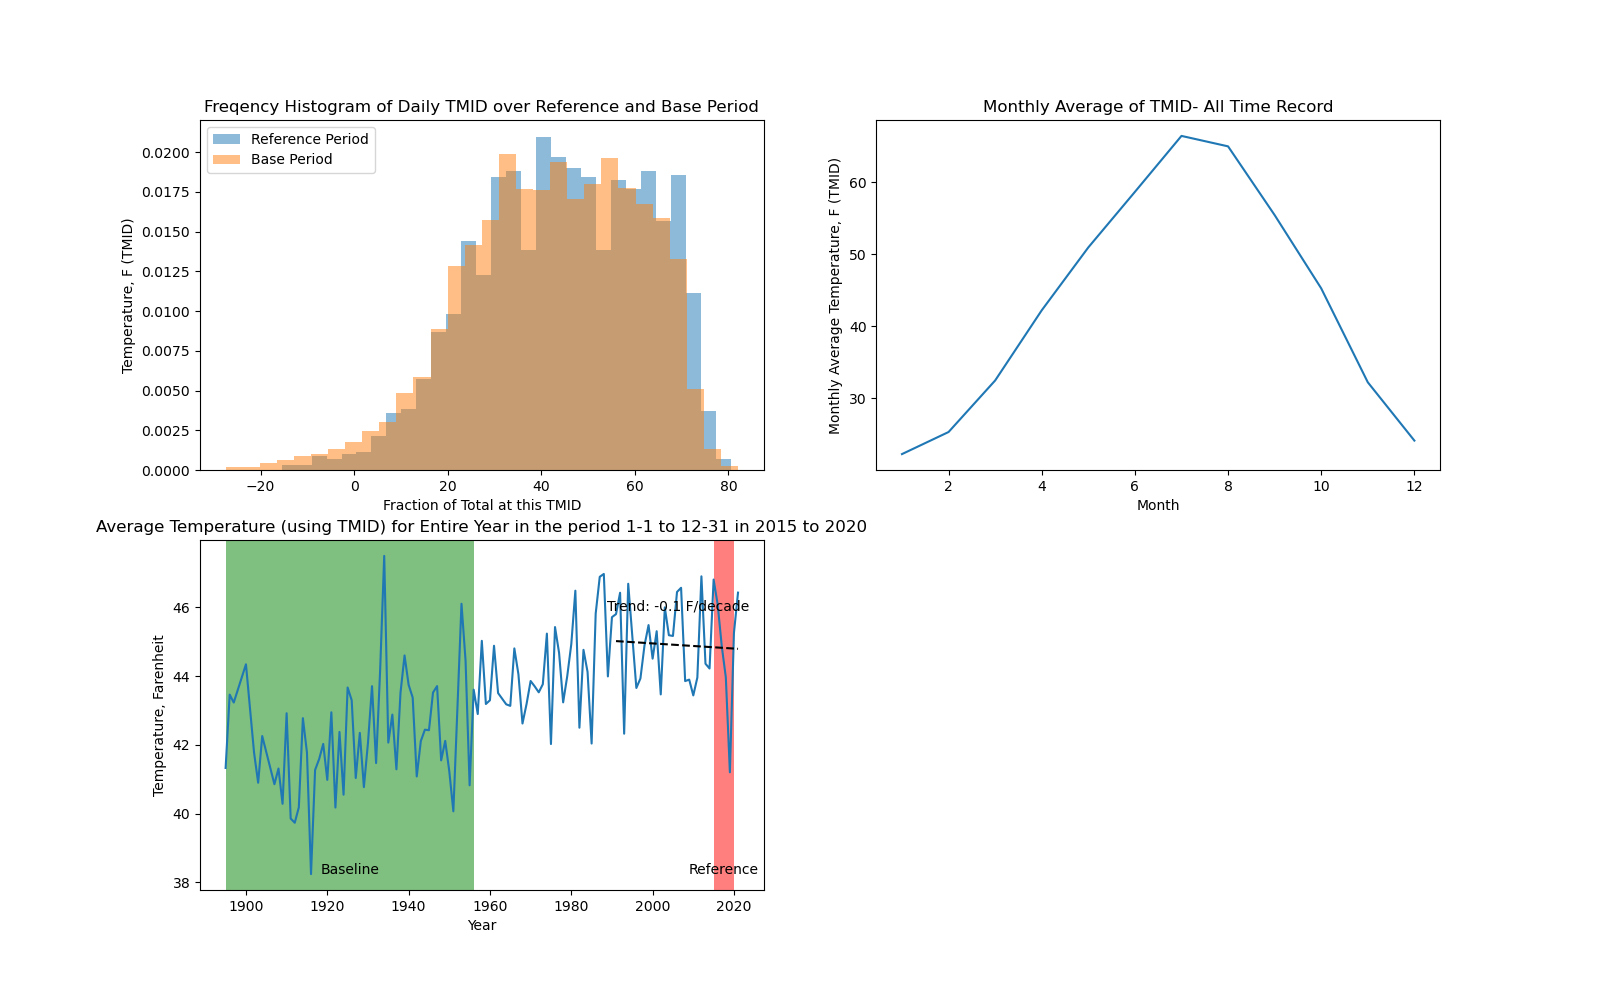 Freqency Histogram of Daily TMID over Reference and Base Period
Reference Period
Base Period
Temperature, F (TMID)
0.0200
0.0175
0.0150
0.0125
0.0100
0.0075
0.0050
0.0025
0.0000
−20 0 20 40 60 80
Fraction of Total at this TMID
Monthly Average of TMID- All Time Record
Monthly Average Temperature, F (TMID)
60
50
40
30
2 4 6 8 10 12
Month
Average Temperature (using TMID) for Entire Year in the period 1-1 to 12-31 in 2015 to 2020
Temperature, Farenheit
46
44
42
40
38
Trend: -0.1 F/decade
Baseline
Reference
1900 1920 1940 1960 1980 2000 2020
Year